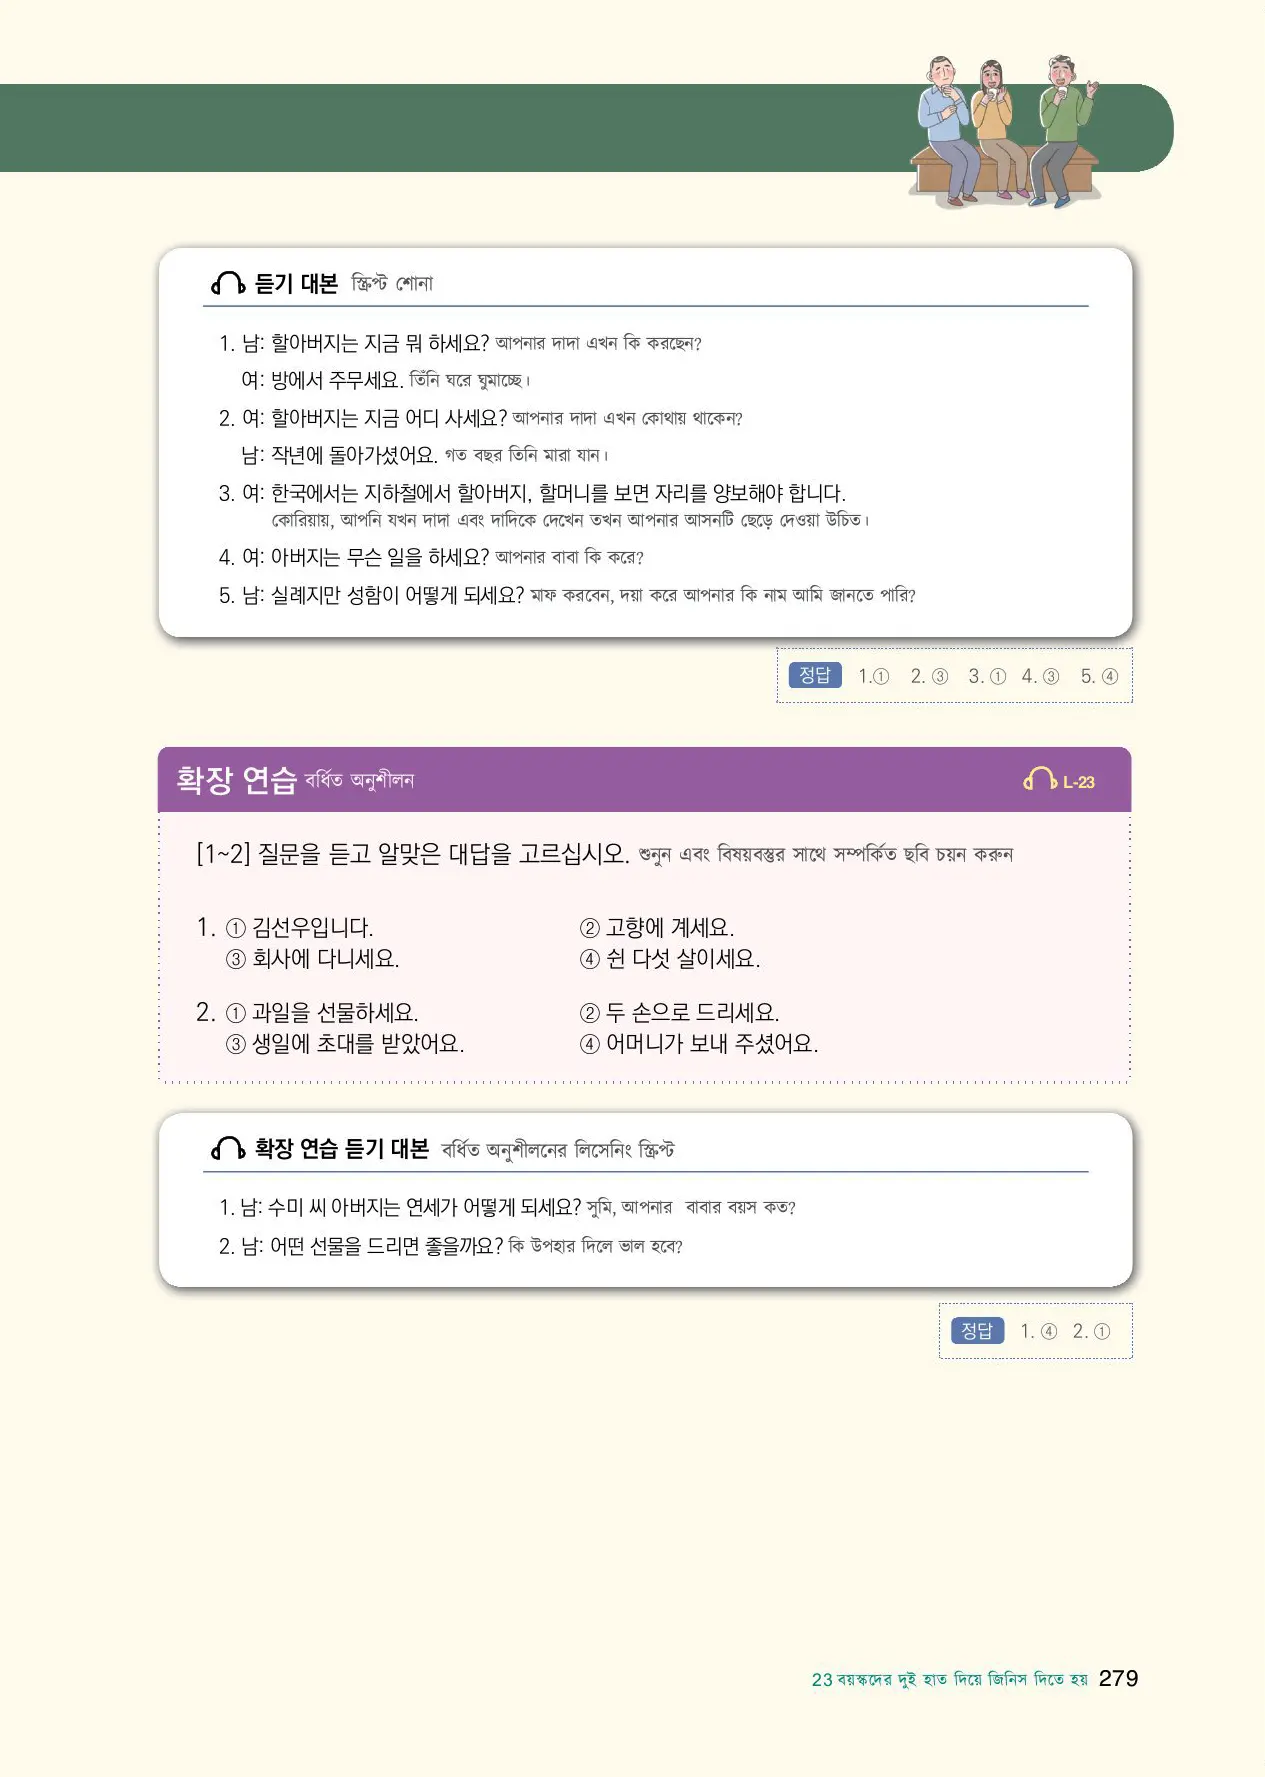 듣기 대본 স্ক্রিপ্ট শোনা
1. 남: 할아버지는 지금 뭐 하세요? আপনার দাদা এখন কি করছেন?
여: 방에서 주무세요. তিঁনি ঘরে ঘুমাচ্ছে।
2. 여: 할아버지는 지금 어디 사세요? আপনার দাদা এখন কোথায় থাকেন?
남: 작년에 돌아가셨어요. গত বছর তিনি মারা যান।
3. 여: 한국에서는 지하철에서 할아버지, 할머니를 보면 자리를 양보해야 합니다.
কোরিয়ায়, আপনি যখন দাদা এবং দাদিকে দেখেন তখন আপনার আসনটি ছেড়ে দেওয়া উচিত।
4. 여: 아버지는 무슨 일을 하세요? আপনার বাবা কি করে?
5. 남: 실례지만 성함이 어떻게 되세요? মাফ করবেন, দয়া করে আপনার কি নাম আমি জানতে পারি?
정답 1.① 2. ③ 3. ① 4. ③ 5. ④
확장 연습 বর্ধিত অনুশীলন L-23
[1~2] 질문을 듣고 알맞은 대답을 고르십시오. শুনুন এবং বিষয়বস্তুর সাথে সম্পর্কিত ছবি চয়ন করুন
1. ① 김선우입니다. ② 고향에 계세요.
③ 회사에 다니세요. ④ 쉰 다섯 살이세요.
2. ① 과일을 선물하세요. ② 두 손으로 드리세요.
③ 생일에 초대를 받았어요. ④ 어머니가 보내 주셨어요.
확장 연습 듣기 대본 বর্ধিত অনুশীলনের লিসেনিং স্ক্রিপ্ট
1. 남: 수미 씨 아버지는 연세가 어떻게 되세요? সুমি, আপনার বাবার বয়স কত?
2. 남: 어떤 선물을 드리면 좋을까요? কি উপহার দিলে ভাল হবে?
정답 1. ④ 2. ①
23 বয়স্কদের দুই হাত দিয়ে জিনিস দিতে হয় 279